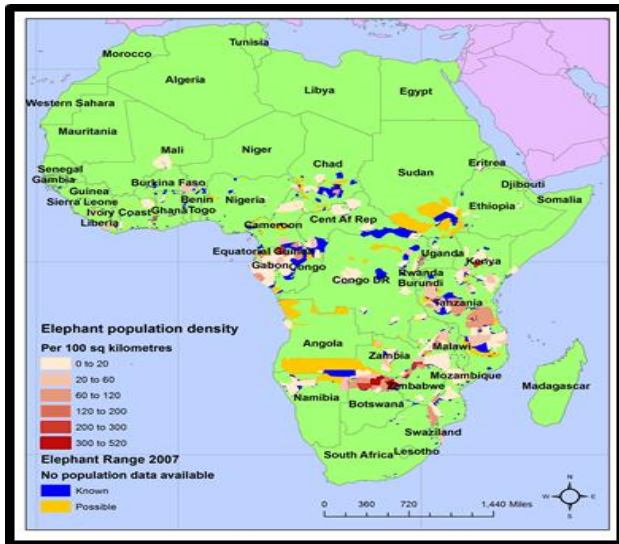 Tunisia
Morocco
Algeria
Libya
Egypt
Western Sahara
Mauritania
Mali
Niger
Chad
Sudan
Eritrea
Senegal
Gambia
Burkina Faso
Djibouti
Guinea
Benin
Nigeria
Somalia
Sierra Leone
Ethiopia
Ivory Coast
Ghana
Togo
Cent Af Rep
Liberia
Cameroon
Equatorial Guinea
Uganda
Kenya
Gabon
Congo
Rwanda
Congo DR
Burundi
Tanzania
Angola
Malawi
Zambia
Mozambique
Zimbabwe
Madagascar
Namibia
Botswana
Swaziland
Lesotho
South Africa
Elephant population density
Per 100 sq kilometres
0 to 20
20 to 60
60 to 120
120 to 200
200 to 300
300 to 520
Elephant Range 2007
No population data available
Known
Possible
0 360 720 1,440 Miles
N
W E
S